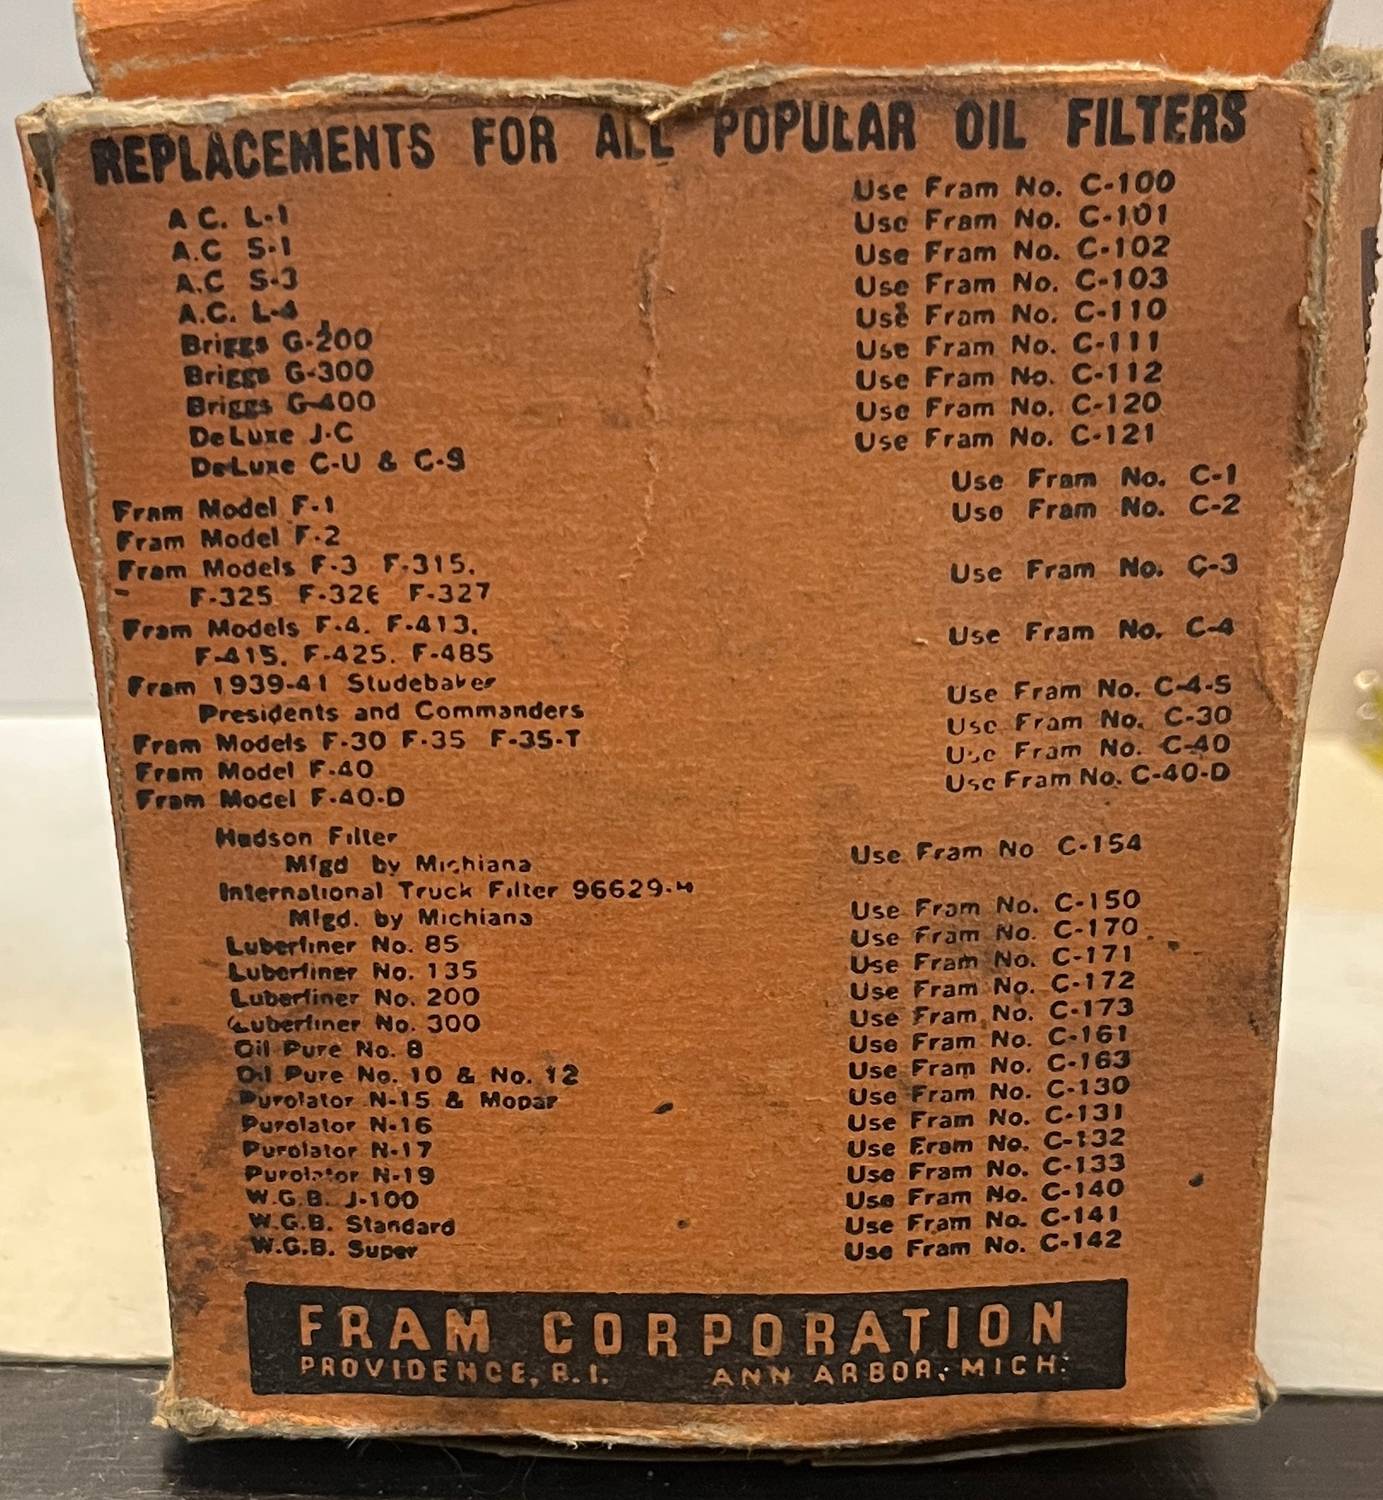 REPLACEMENTS FOR ALL POPULAR OIL FILTERS
A C. L-1 Use Fram No. C-100
A.C S-1 Use Fram No. C-101
A.C S-3 Use Fram No. C-102
A.C. L-4 Use Fram No. C-103
Briggs G-200 Use Fram No. C-110
Briggs G-300 Use Fram No. C-111
Briggs G-400 Use Fram No. C-112
DeLuxe J-C Use Fram No. C-120
DeLuxe C-U & C-S Use Fram No. C-121
Fram Model F-1 Use Fram No. C-1
Fram Model F-2 Use Fram No. C-2
Fram Models F-3 F-315,
F-325 F-326 F-327 Use Fram No. C-3
Fram Models F-4. F-413,
F-415. F-425. F-485 Use Fram No. C-4
Fram 1939-41 Studebaker
Presidents and Commanders Use Fram No. C-4-S
Fram Models F-30 F-35 F-35-T Use Fram No. C-30
Fram Model F-40 Use Fram No. C-40
Fram Model F-40-D Use Fram No. C-40-D
Hudson Filter
Mfgd by Michiana Use Fram No C-154
International Truck Filter
Mfgd. by Michiana Use Fram No. C-150
Luberfiner No. 85 Use Fram No. C-170
Luberfiner No. 135 Use Fram No. C-171
Luberfiner No. 200 Use Fram No. C-172
Luberfiner No. 300 Use Fram No. C-173
Oil Pure No. 8 Use Fram No. C-161
Oil Pure No. 10 & No. 12 Use Fram No. C-163
Purolator N-15 & Mopar Use Fram No. C-130
Purolator N-16 Use Fram No. C-131
Purolator N-17 Use Fram No. C-132
Purolator N-19 Use Fram No. C-133
W.G.B. J-100 Use Fram No. C-140
W.G.B. Standard Use Fram No. C-141
W.G.B. Super Use Fram No. C-142
FRAM CORPORATION
PROVIDENCE, R.I. ANN ARBOR, MICH.